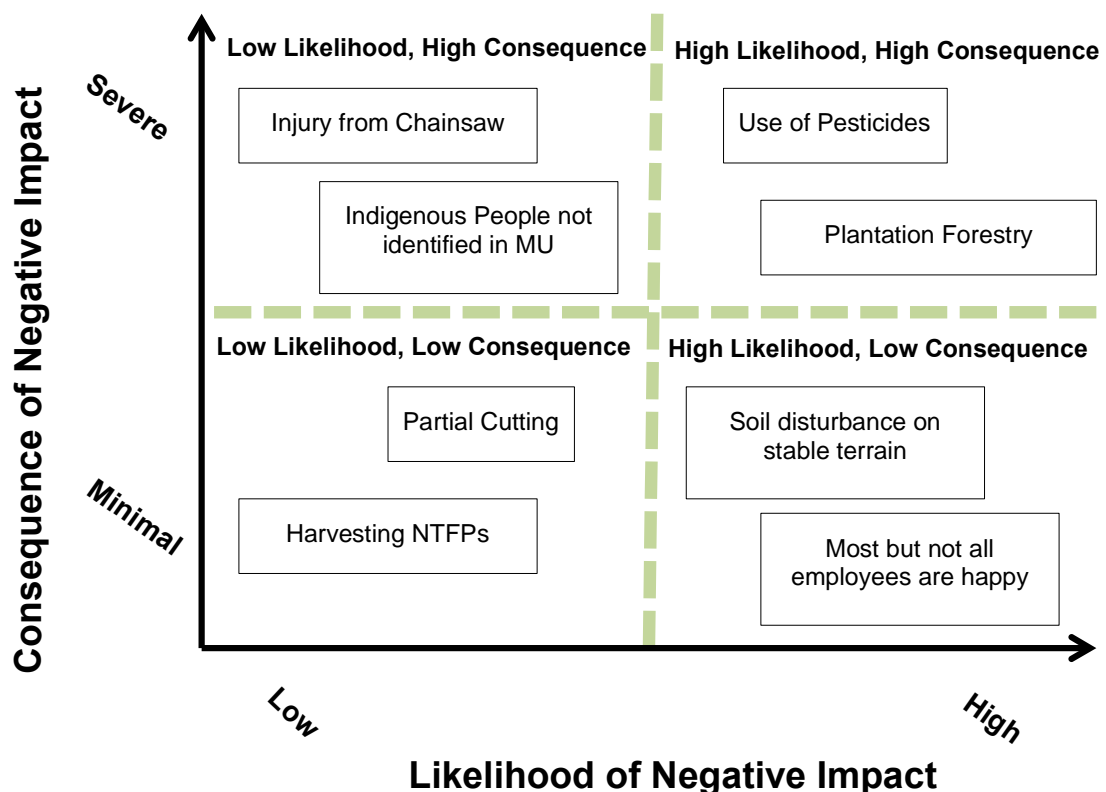 Consequence of Negative Impact
Severe
Minimal
Low Likelihood, High Consequence
Injury from Chainsaw
Indigenous People not
identified in MU
High Likelihood, High Consequence
Use of Pesticides
Plantation Forestry
Low Likelihood, Low Consequence
Partial Cutting
Harvesting NTFPs
High Likelihood, Low Consequence
Soil disturbance on
stable terrain
Most but not all
employees are happy
Low
High
Likelihood of Negative Impact